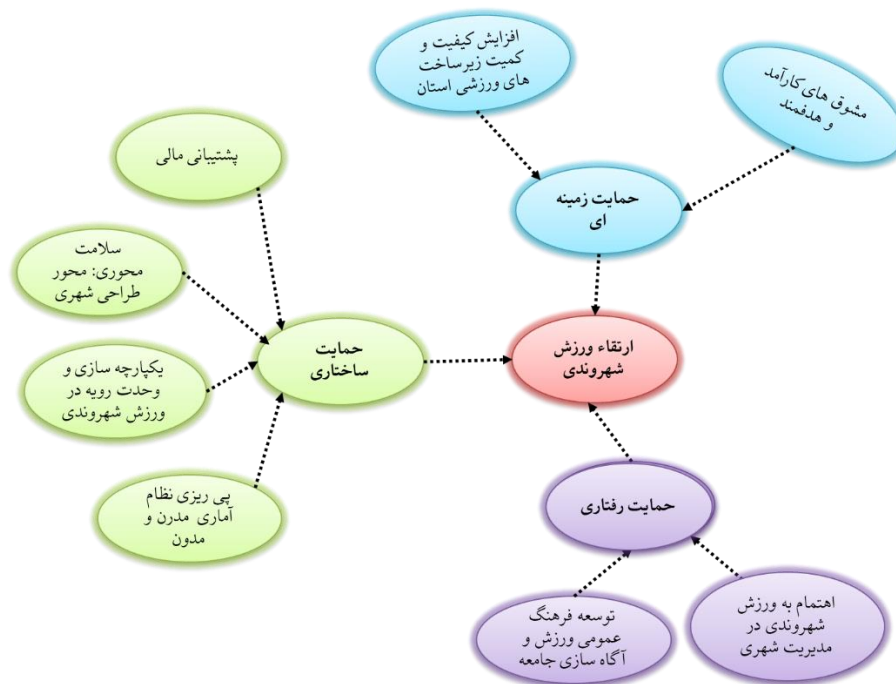 افزایش کیفیت و
کمیت زیرساخت
های ورزشی استان
مشوق های کارآمد
و هدفمند
پشتیبانی مالی
حمایت زمینه
ای
سلامت
محوری: محور
طراحی شهری
حمایت
ساختاری
ارتقاء ورزش
شهروندی
یکپارچه سازی و
وحدت رویه در
ورزش شهروندی
پی ریزی نظام
آماری مدرن و
مدون
حمایت رفتاری
توسعه فرهنگ
عمومی ورزش و
آگاه سازی جامعه
اهتمام به ورزش
شهروندی در
مدیریت شهری